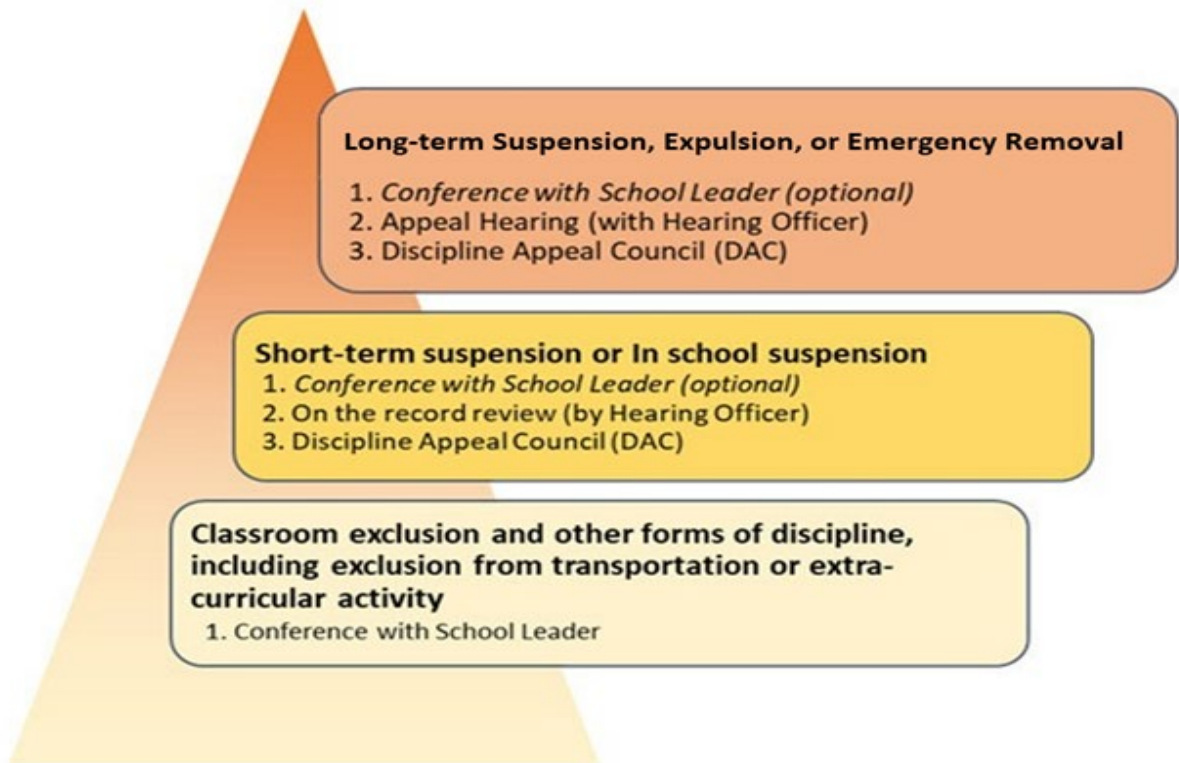 Long-term Suspension, Expulsion, or Emergency Removal
1. Conference with School Leader (optional)
2. Appeal Hearing (with Hearing Officer)
3. Discipline Appeal Council (DAC)
Short-term suspension or In school suspension
1. Conference with School Leader (optional)
2. On the record review (by Hearing Officer)
3. Discipline Appeal Council (DAC)
Classroom exclusion and other forms of discipline,
including exclusion from transportation or extra-
curricular activity
1. Conference with School Leader